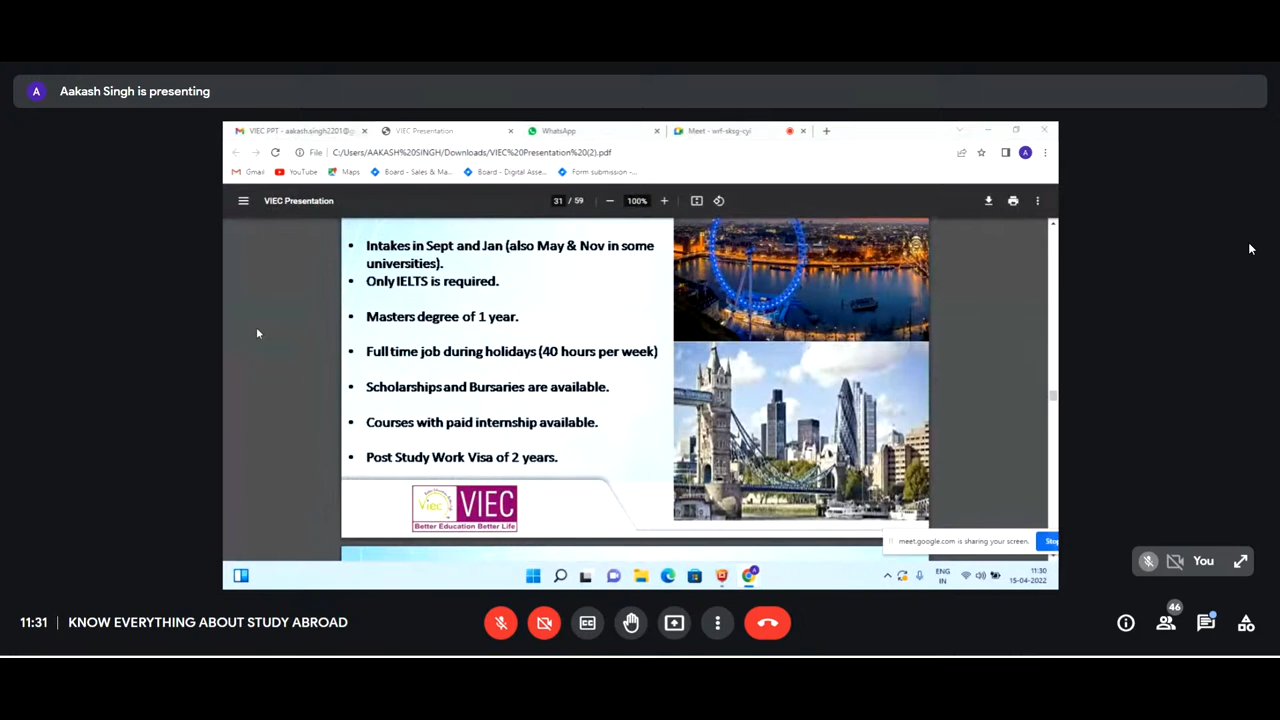 A
Aakash Singh is presenting
VIEC PPT - aakash.singh2201@g
VIEC Presentation
WhatsApp
Meet - wrf-sksg-cyi
File
C:/Users/AAKASH%20SINGH/Downloads/VIEC%20Presentation%20(2).pdf
A
Gmail
YouTube
Maps
Board - Sales & Ma...
Board - Digital Asse...
Form submission -...
VIEC Presentation
31 / 59
100%
• Intakes in Sept and Jan (also May & Nov in some
universities).
• Only IELTS is required.
• Masters degree of 1 year.
• Full time job during holidays (40 hours per week)
• Scholarships and Bursaries are available.
• Courses with paid internship available.
• Post Study Work Visa of 2 years.
Viec
VIEC
Better Education Better Life
meet.google.com is sharing your screen.
Stop
You
ENG
IN
11:30
15-04-2022
11:31 | KNOW EVERYTHING ABOUT STUDY ABROAD
46